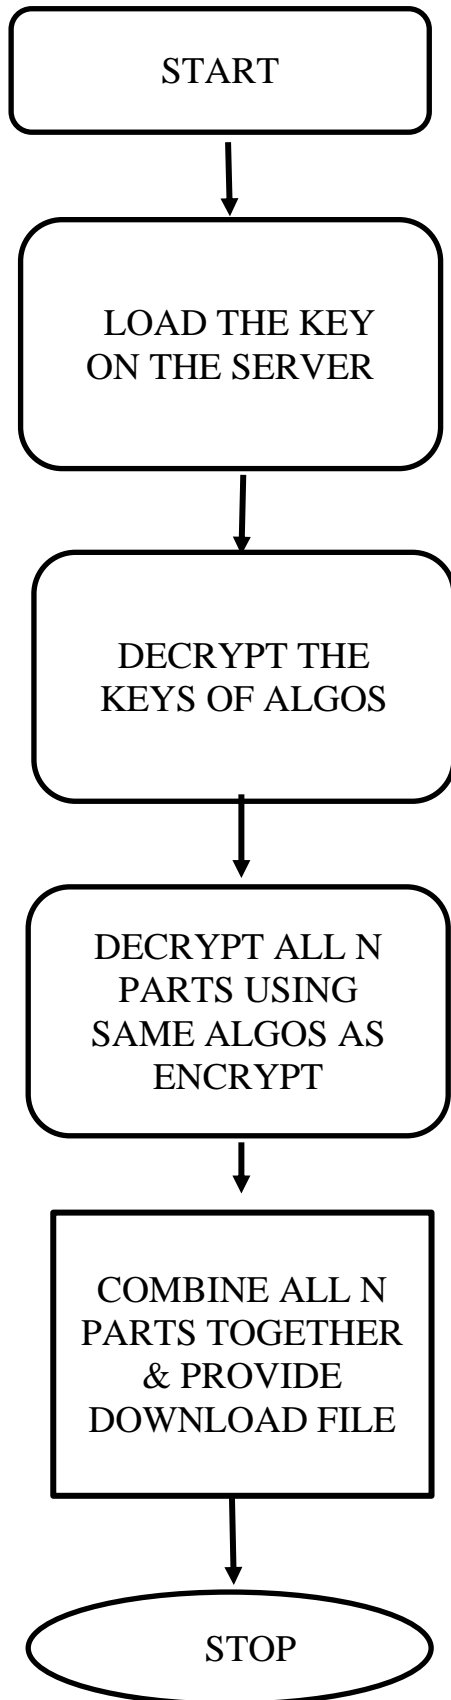 START
LOAD THE KEY
ON THE SERVER
DECRYPT THE
KEYS OF ALGOS
DECRYPT ALL N
PARTS USING
SAME ALGOS AS
ENCRYPT
COMBINE ALL N
PARTS TOGETHER
& PROVIDE
DOWNLOAD FILE
STOP